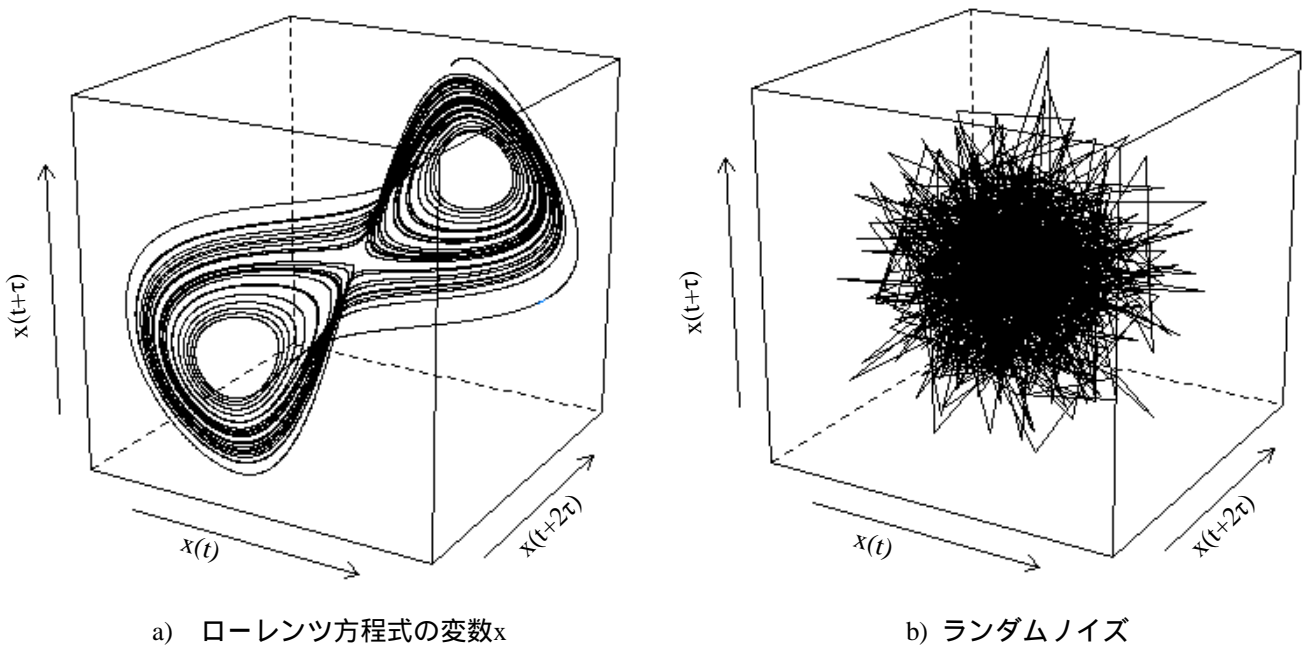 x(t+τ)
x(t)
x(t+2τ)
a) ローレンツ方程式の変数x
x(t+τ)
x(t)
x(t+2τ)
b) ランダムノイズ